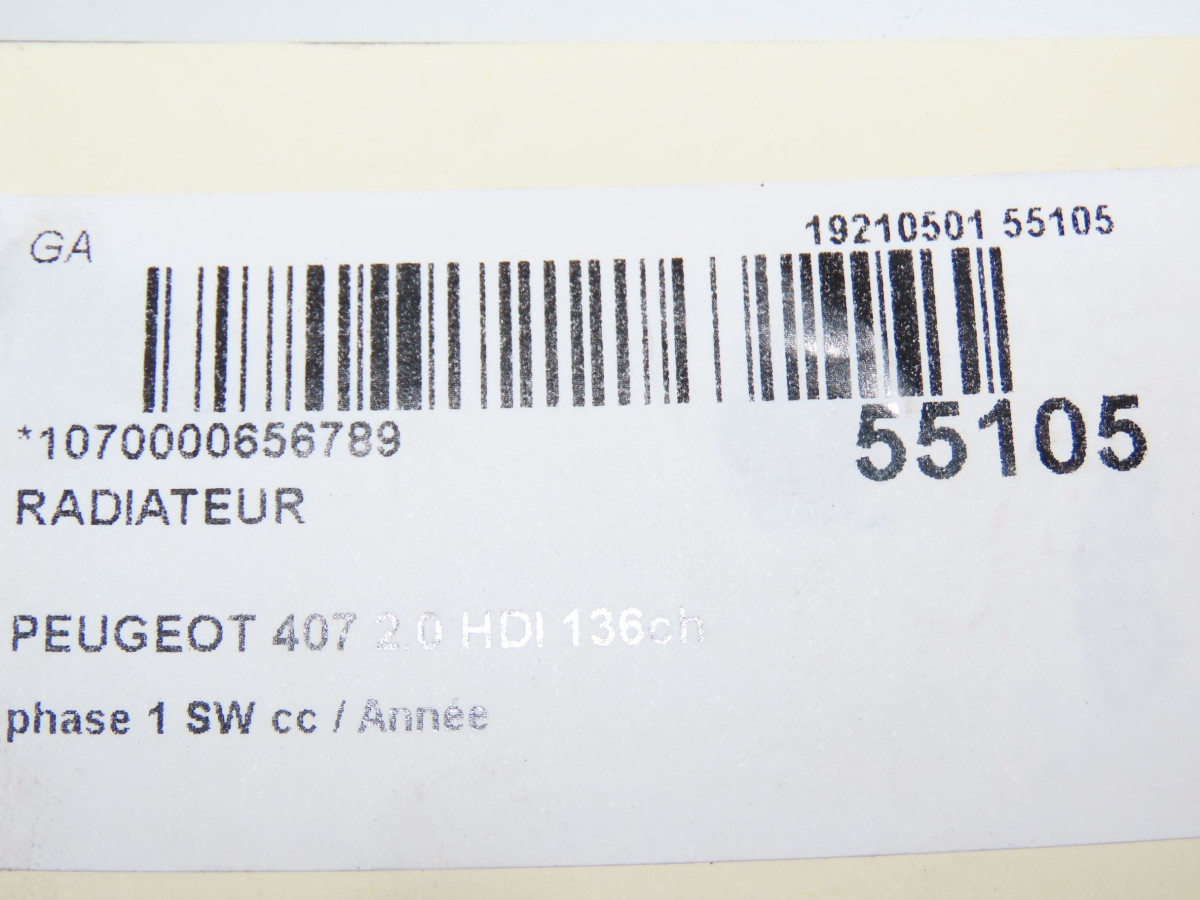 GA
19210501 55105
55105
*1070000656789
RADIATEUR
PEUGEOT 407 2.0 HDI 136ch
phase 1 SW cc / Année